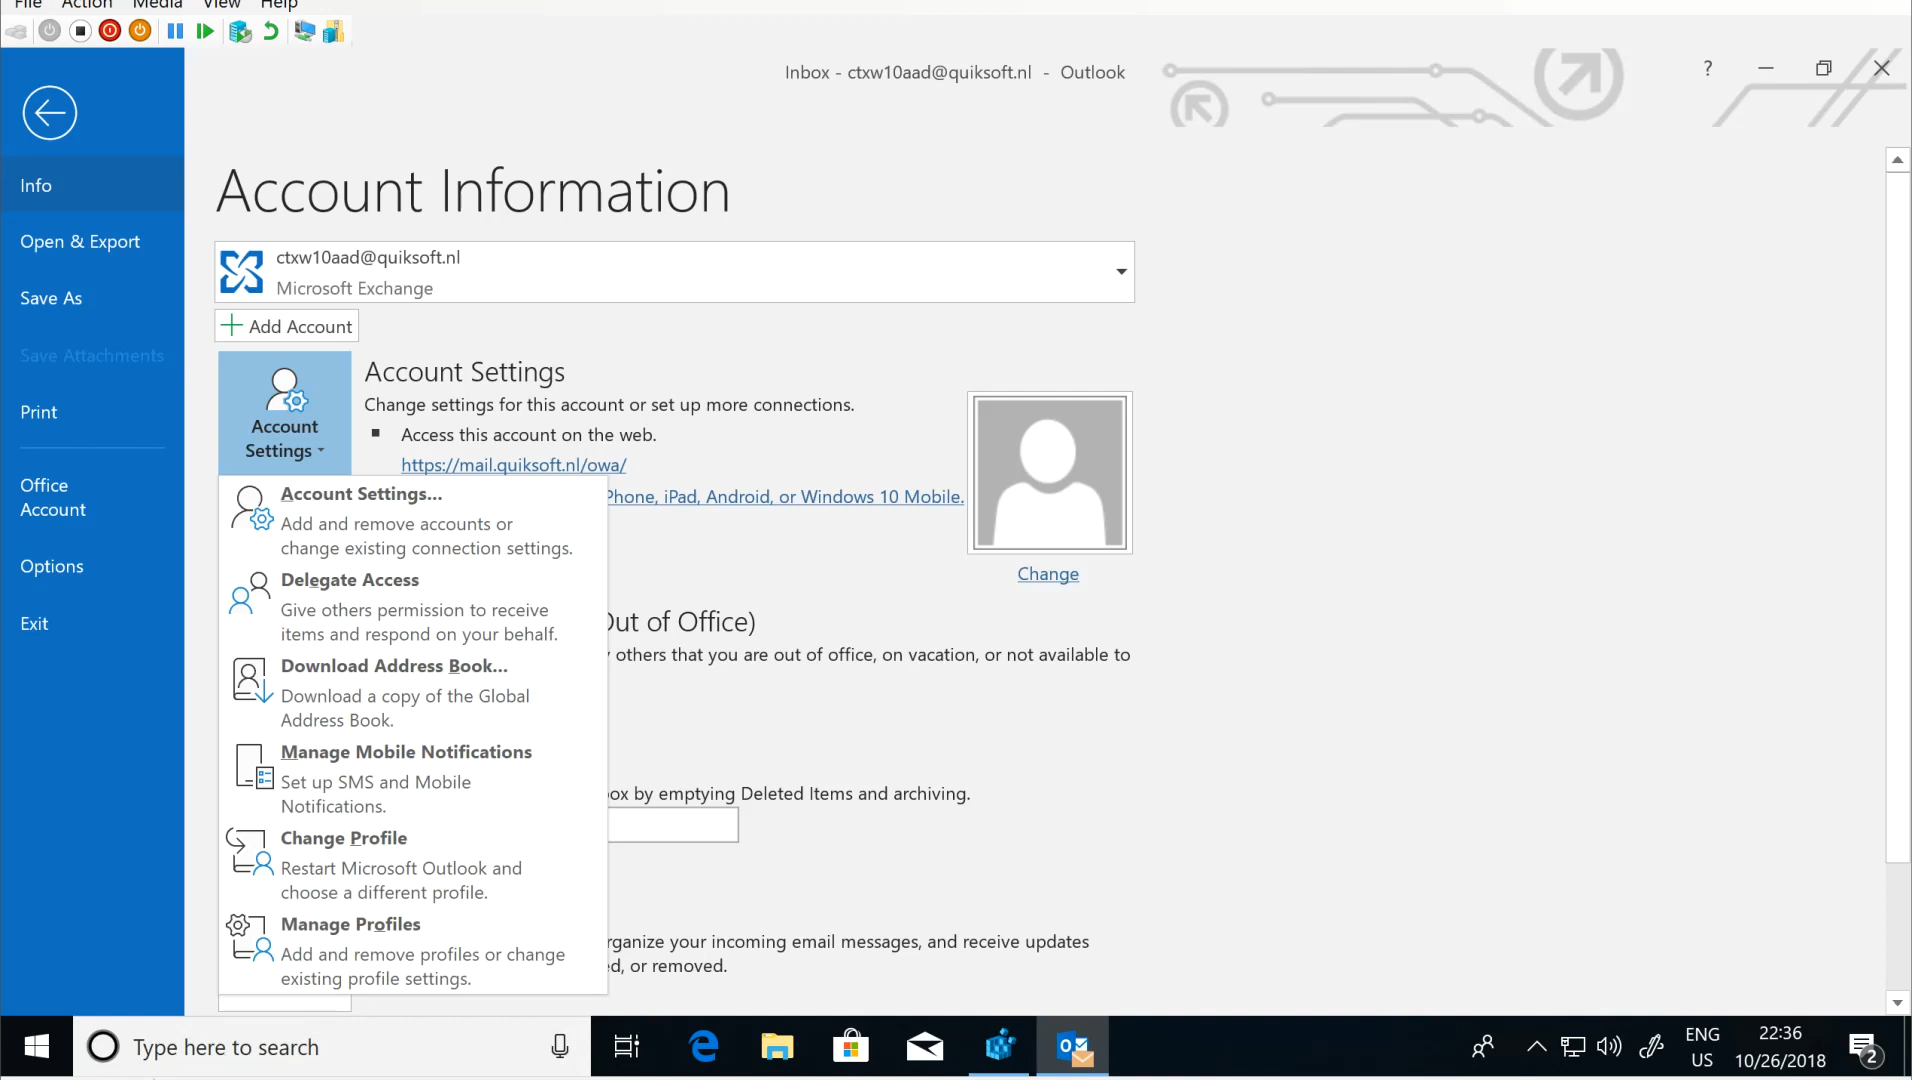 File Action Media View Help
Inbox - ctxw10aad@quiksoft.nl - Outlook
?
Info
Open & Export
Save As
Save Attachments
Print
Office
Account
Options
Exit
Account Information
ctxw10aad@quiksoft.nl
Microsoft Exchange
Add Account
Account
Settings
Account Settings
Change settings for this account or set up more connections.
Access this account on the web.
https://mail.quiksoft.nl/owa/
Phone, iPad, Android, or Windows 10 Mobile.
Change
Account Settings...
Add and remove accounts or
change existing connection settings.
Delegate Access
Give others permission to receive
items and respond on your behalf.
Download Address Book...
Download a copy of the Global
Address Book.
Manage Mobile Notifications
Set up SMS and Mobile
Notifications.
Change Profile
Restart Microsoft Outlook and
choose a different profile.
Manage Profiles
Add and remove profiles or change
existing profile settings.
Out of Office)
others that you are out of office, on vacation, or not available to
ox by emptying Deleted Items and archiving.
rganize your incoming email messages, and receive updates
ed, or removed.
Type here to search
ENG
US
22:36
10/26/2018
2